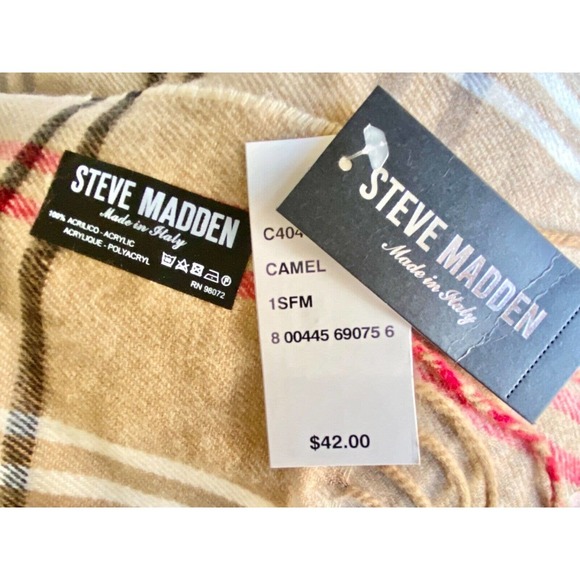 STEVE MADDEN
Made in Italy
100% ACRILICO - ACRYLIC
ACRYLIQUE - POLYACRYL
RN 98072
C404
CAMEL
1SFM
8 00445 69075 6
$42.00
STEVE MADDEN
Made in Italy